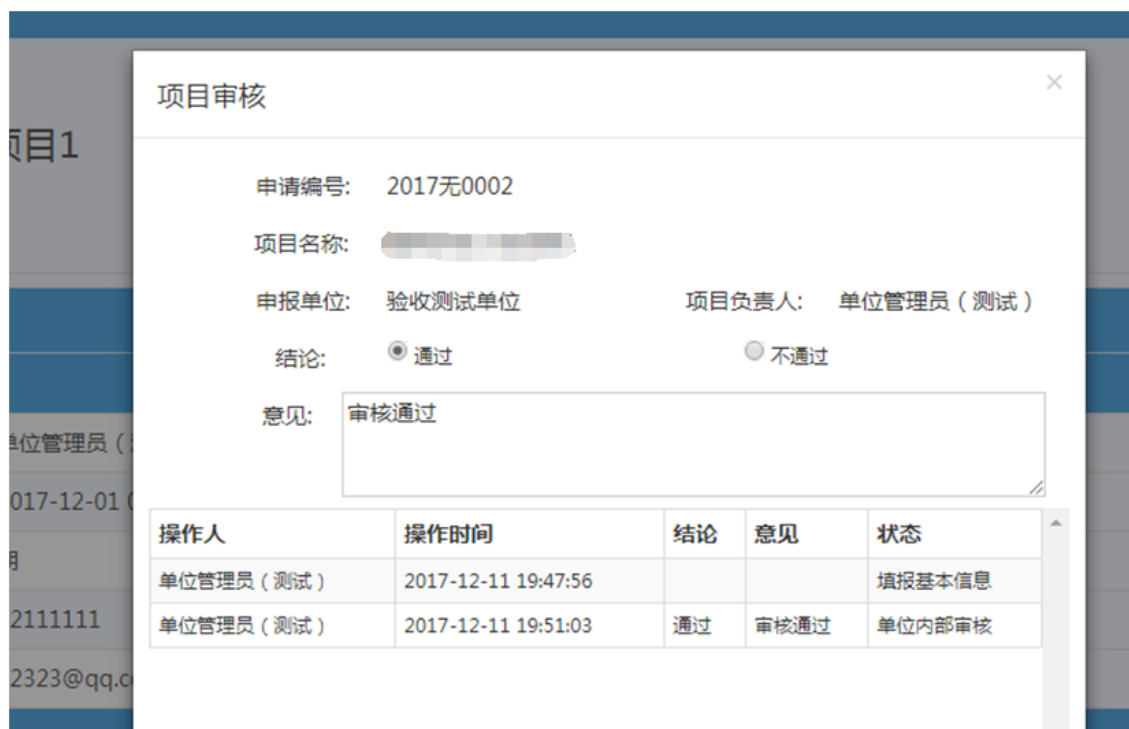 项目审核
×
项目1
申请编号: 2017无0002
项目名称:
申报单位: 验收测试单位 项目负责人: 单位管理员（测试）
结论: 通过 不通过
意见: 审核通过
单位管理员（
017-12-01
2111111
2323@qq.c
操作人 操作时间 结论 意见 状态
单位管理员（测试） 2017-12-11 19:47:56 填报基本信息
单位管理员（测试） 2017-12-11 19:51:03 通过 审核通过 单位内部审核